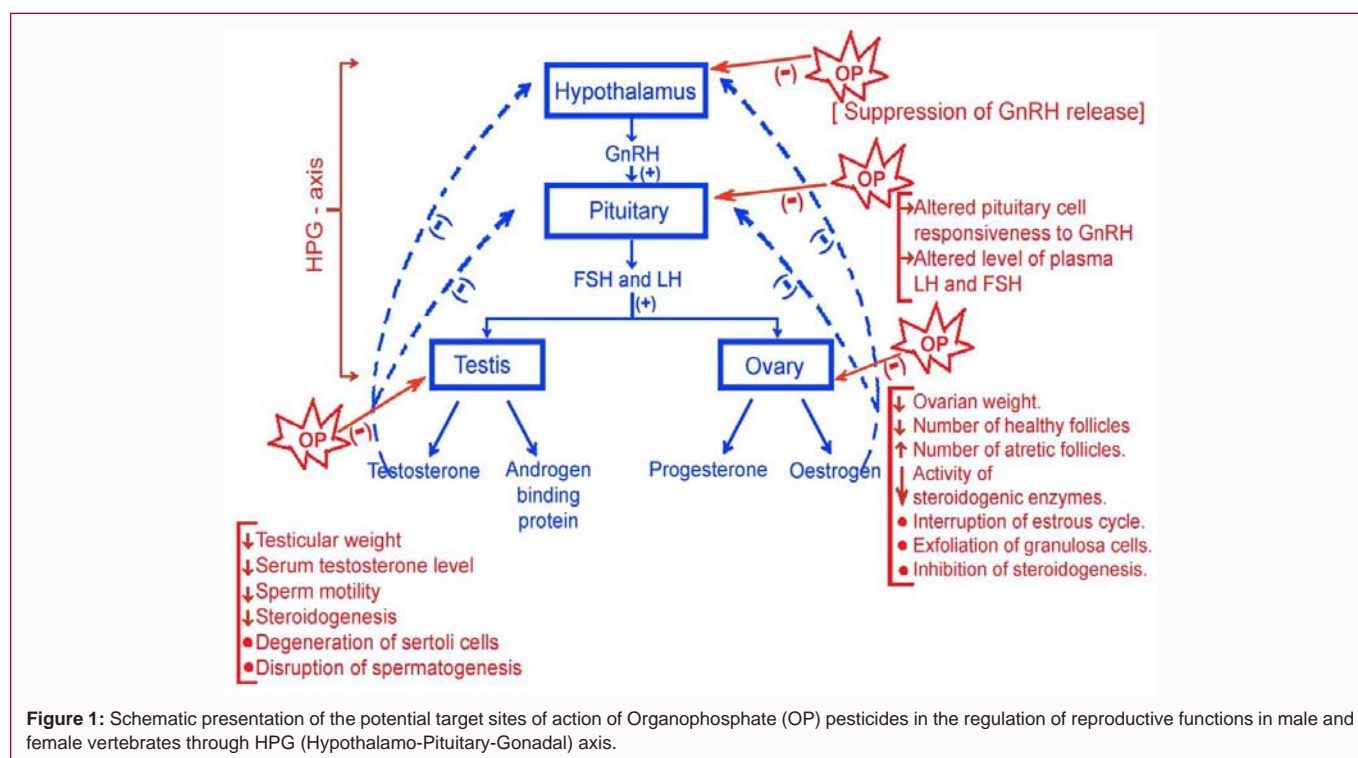 OP
(-)
Hypothalamus
[ Suppression of GnRH release]
GnRH
(+)
OP
(-)
HPG - axis
(-)
(-)
Pituitary
(-)
(-)
Altered pituitary cell
responsiveness to GnRH
Altered level of plasma
LH and FSH
FSH and LH
(+)
OP
(-)
Testis
Ovary
OP
(-)
Testosterone
Androgen
binding
protein
Progesterone
Oestrogen
↓ Ovarian weight.
↓ Number of healthy follicles
↑ Number of atretic follicles.
↓ Activity of
steroidogenic enzymes.
• Interruption of estrous cycle.
• Exfoliation of granulosa cells.
• Inhibition of steroidogenesis.
↓ Testicular weight
↓ Serum testosterone level
↓ Sperm motility
↓ Steroidogenesis
• Degeneration of sertoli cells
• Disruption of spermatogenesis
Figure 1: Schematic presentation of the potential target sites of action of Organophosphate (OP) pesticides in the regulation of reproductive functions in male and
female vertebrates through HPG (Hypothalamo-Pituitary-Gonadal) axis.